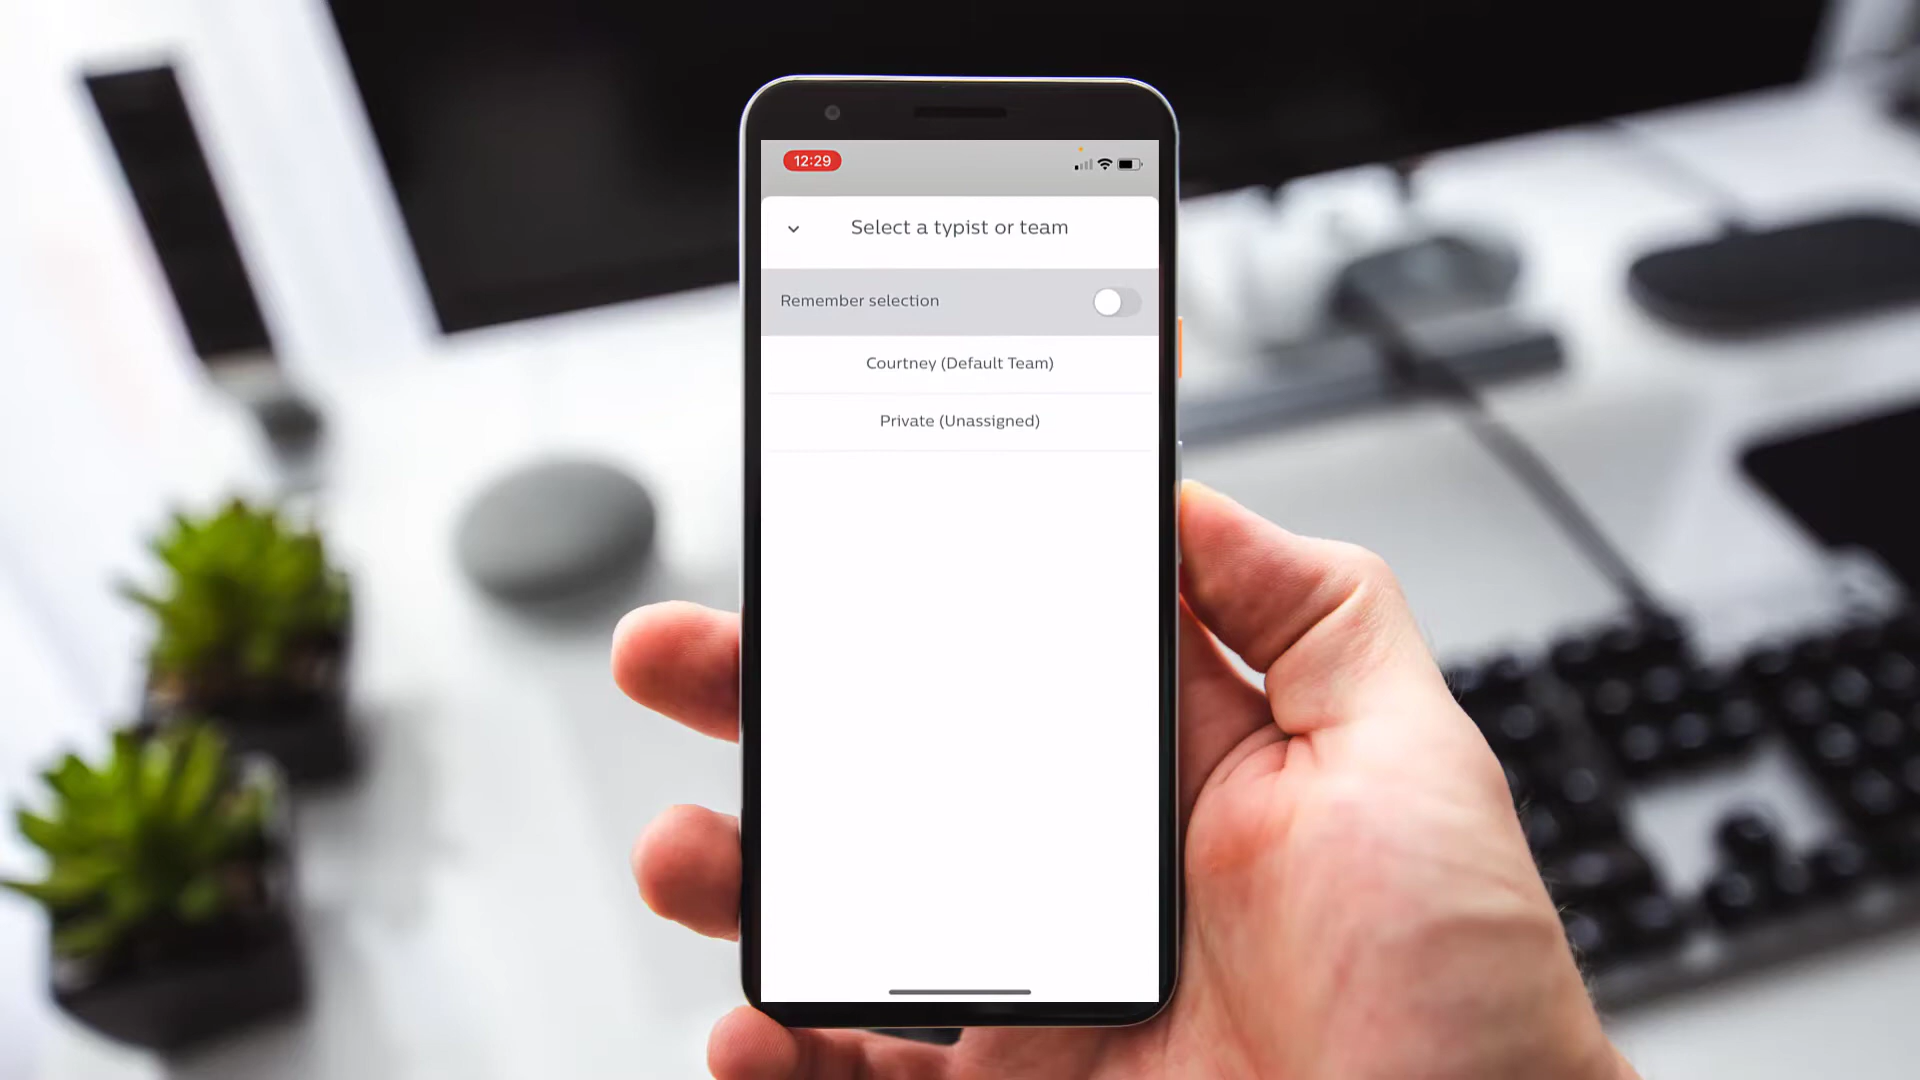 12:29
Select a typist or team
Remember selection
Courtney (Default Team)
Private (Unassigned)